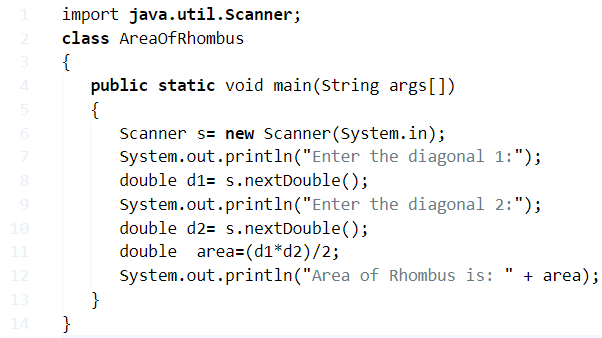 1 import java.util.Scanner;
2 class AreaOfRhombus
3 {
4 public static void main(String args[])
5 {
6 Scanner s= new Scanner(System.in);
7 System.out.println("Enter the diagonal 1:");
8 double d1= s.nextDouble();
9 System.out.println("Enter the diagonal 2:");
10 double d2= s.nextDouble();
11 double  area=(d1*d2)/2;
12 System.out.println("Area of Rhombus is: " + area);
13 }
14 }